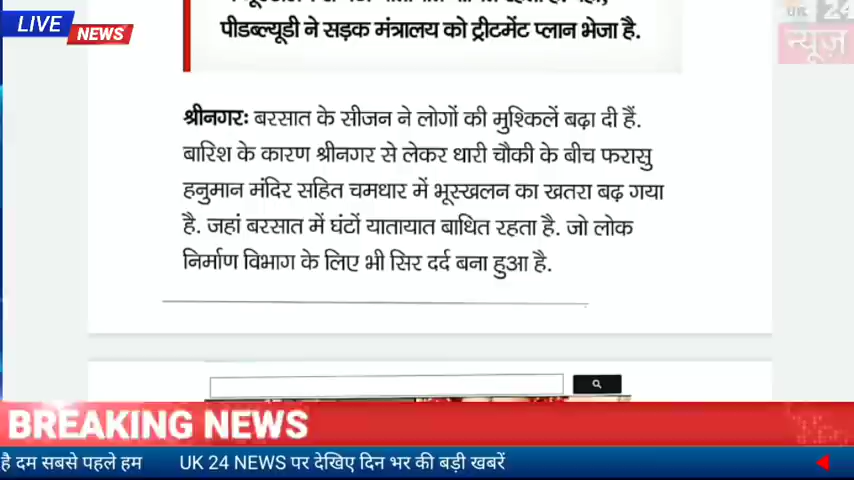 LIVE
NEWS
UK 24
न्यूज़
पीडब्ल्यूडी ने सड़क मंत्रालय को ट्रीटमेंट प्लान भेजा है.
श्रीनगर: बरसात के सीजन ने लोगों की मुश्किलें बढ़ा दी हैं.
बारिश के कारण श्रीनगर से लेकर धारी चौकी के बीच फरासु
हनुमान मंदिर सहित चमधार में भूस्खलन का खतरा बढ़ गया
है. जहां बरसात में घंटों यातायात बाधित रहता है. जो लोक
निर्माण विभाग के लिए भी सिर दर्द बना हुआ है.
BREAKING NEWS
है दम सबसे पहले हम UK 24 NEWS पर देखिए दिन भर की बड़ी खबरें